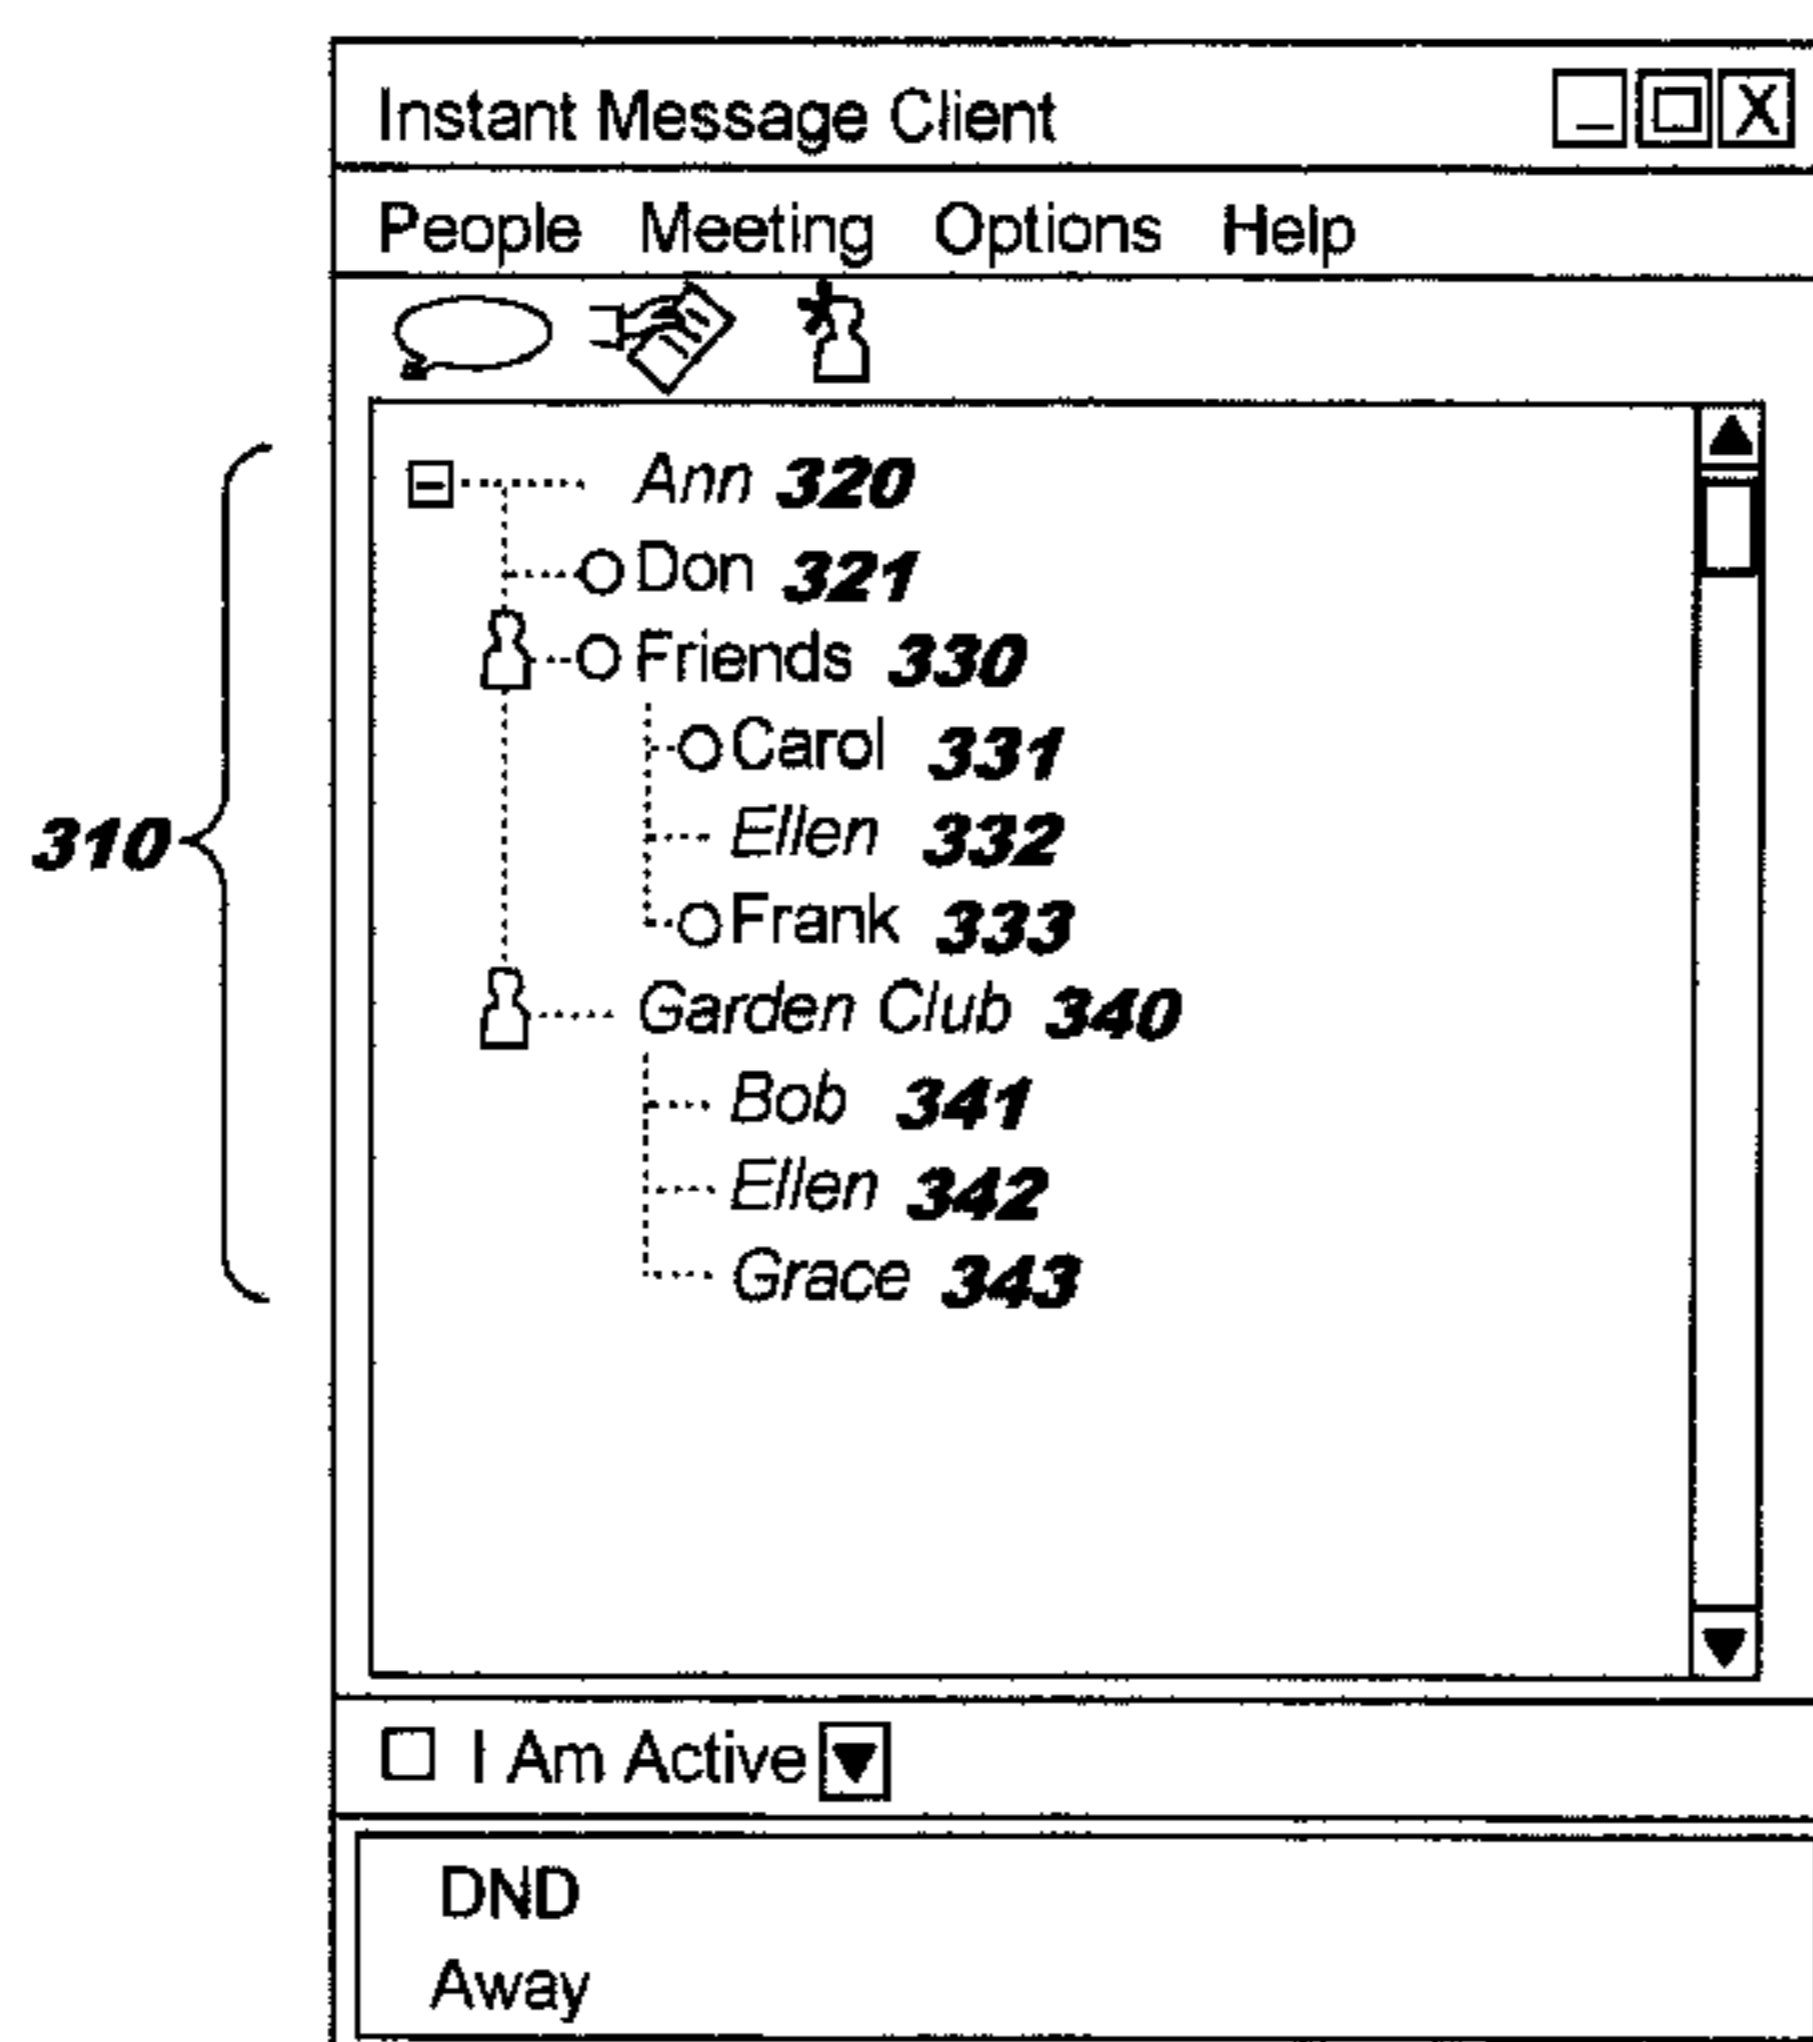 Instant Message Client
People Meeting Options Help
Ann 320
Don 321
Friends 330
Carol 331
Ellen 332
310
Frank 333
Garden Club 340
Bob 341
Ellen 342
Grace 343
I Am Active
DND
Away